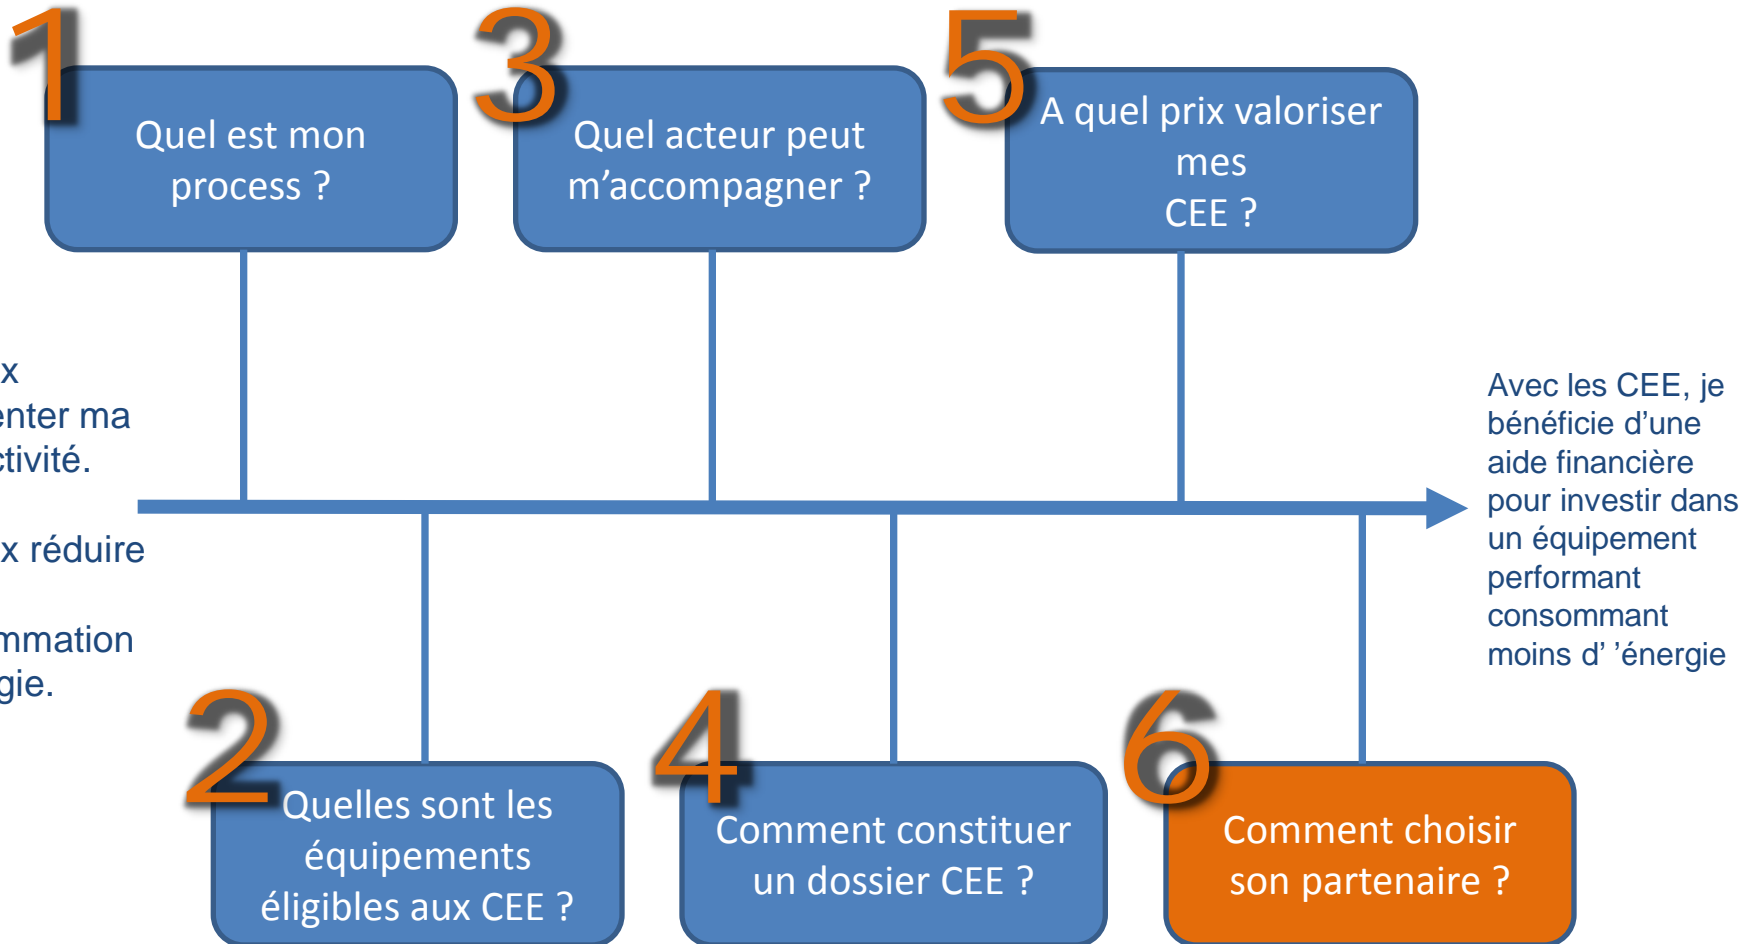 1
Quel est mon
process ?
3
Quel acteur peut
m’accompagner ?
5
A quel prix valoriser
mes
CEE ?
x
enter ma
ctivité.
x réduire
mmation
gie.
Avec les CEE, je
bénéficie d’une
aide financière
pour investir dans
un équipement
performant
consommant
moins d’ ’énergie
2
Quelles sont les
équipements
éligibles aux CEE ?
4
Comment constituer
un dossier CEE ?
6
Comment choisir
son partenaire ?